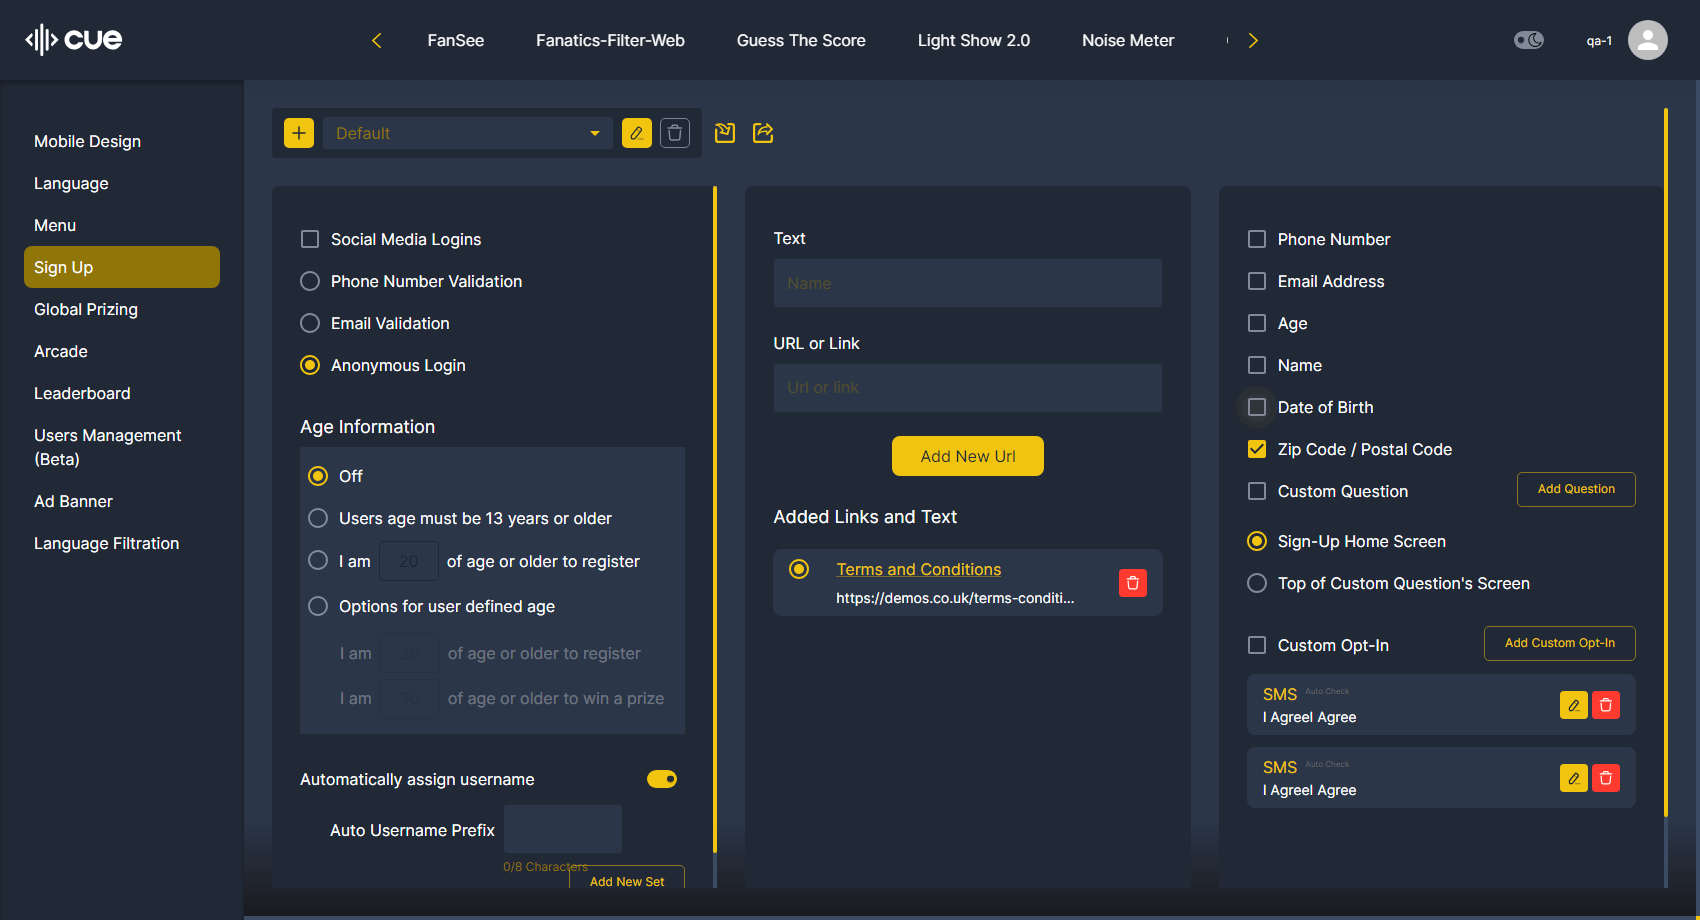 cue
FanSee
Fanatics-Filter-Web
Guess The Score
Light Show 2.0
Noise Meter
qa-1
Mobile Design
Language
Menu
Sign Up
Global Prizing
Arcade
Leaderboard
Users Management
(Beta)
Ad Banner
Language Filtration
Default
Social Media Logins
Phone Number Validation
Email Validation
Anonymous Login
Age Information
Off
Users age must be 13 years or older
I am 20 of age or older to register
Options for user defined age
I am 20 of age or older to register
I am 30 of age or older to win a prize
Automatically assign username
Auto Username Prefix
0/8 Characters
Add New Set
Text
Name
URL or Link
Url or link
Add New Url
Added Links and Text
Terms and Conditions
https://demos.co.uk/terms-conditi...
Phone Number
Email Address
Age
Name
Date of Birth
Zip Code / Postal Code
Custom Question
Add Question
Sign-Up Home Screen
Top of Custom Question's Screen
Custom Opt-In
Add Custom Opt-In
SMS Auto Check
I AgreeI Agree
SMS Auto Check
I AgreeI Agree